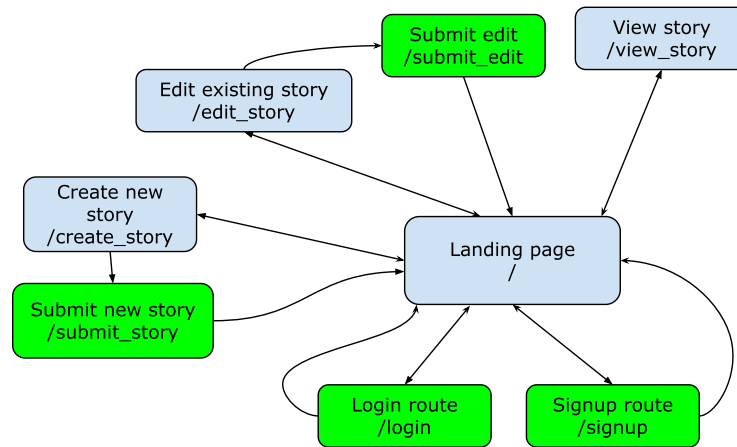 Submit edit
/submit_edit
View story
/view_story
Edit existing story
/edit_story
Create new
story
/create_story
Landing page
/
Submit new story
/submit_story
Login route
/login
Signup route
/signup